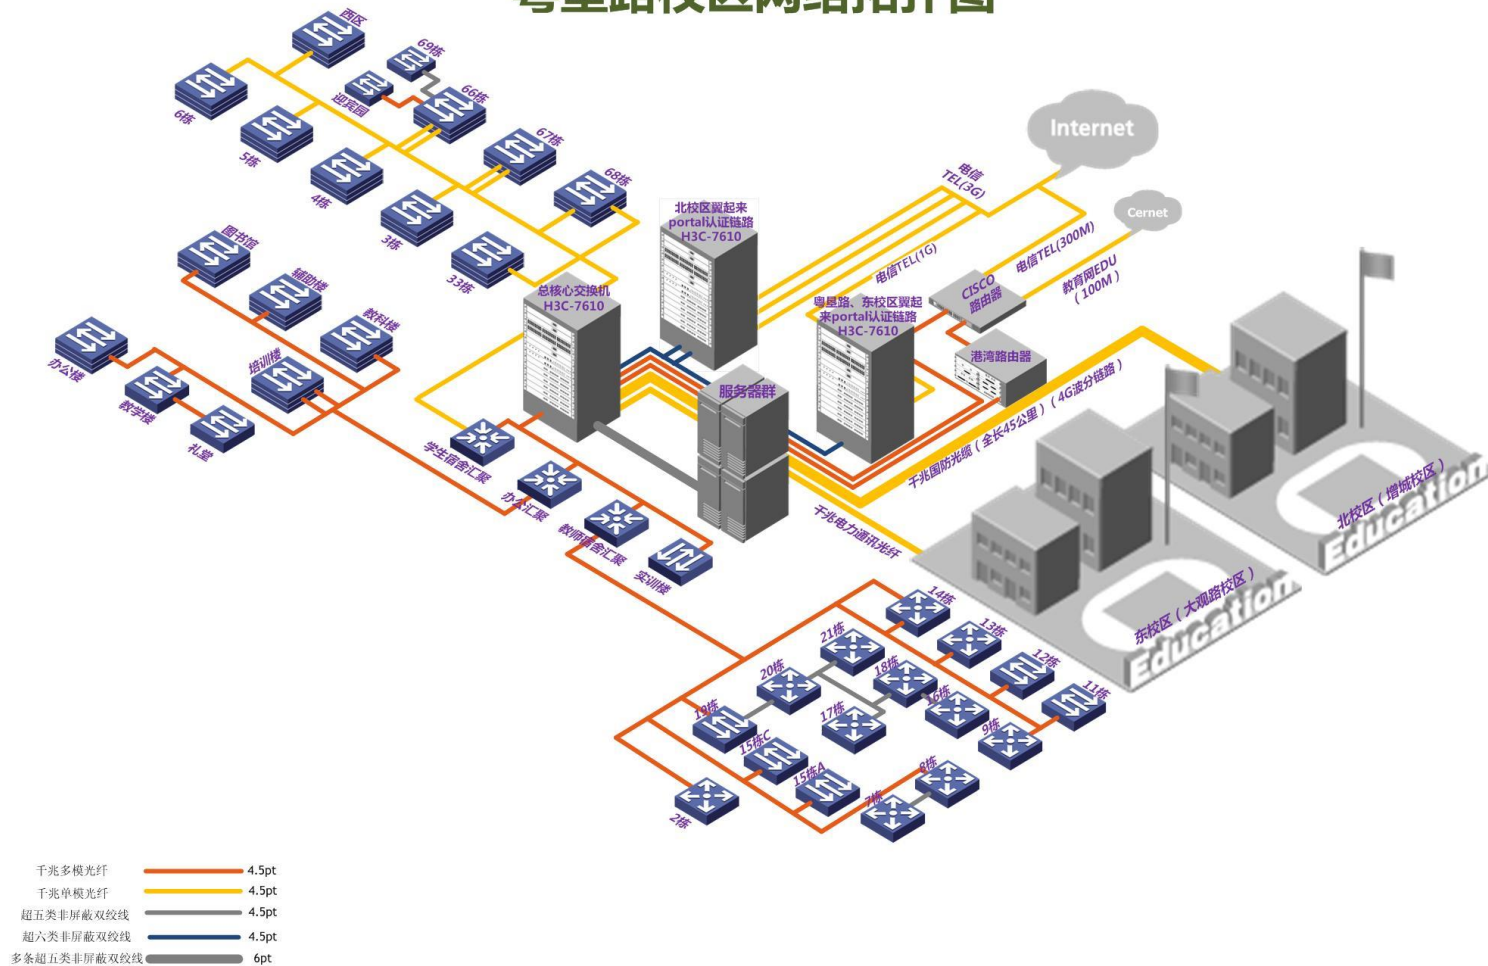 粤垦路校区网络拓扑图
西区
69栋
6栋
迎宾园
66栋
5栋
67栋
4栋
68栋
3栋
33栋
图书馆
辅助楼
教科楼
办公楼
培训楼
教学楼
礼堂
总核心交换机
H3C-7610
北校区翼起来
portal认证链路
H3C-7610
电信
TEL(3G)
Internet
Cernet
电信TEL(1G)
电信TEL(300M)
教育网EDU
（100M）
CISCO
路由器
粤垦路、东校区翼起
来portal认证链路
H3C-7610
港湾路由器
服务器群
学生宿舍汇聚
办公汇聚
教师宿舍汇聚
实训楼
千兆国防光缆（全长45公里）（4G波分链路）
千兆电力通讯光纤
北校区（增城校区）
Education
东校区（大观路校区）
Education
14栋
13栋
12栋
11栋
21栋
20栋
18栋
19栋
17栋
16栋
9栋
15栋C
15栋A
8栋
7栋
2栋
千兆多模光纤 4.5pt
千兆单模光纤 4.5pt
超五类非屏蔽双绞线 4.5pt
超六类非屏蔽双绞线 4.5pt
多条超五类非屏蔽双绞线 6pt